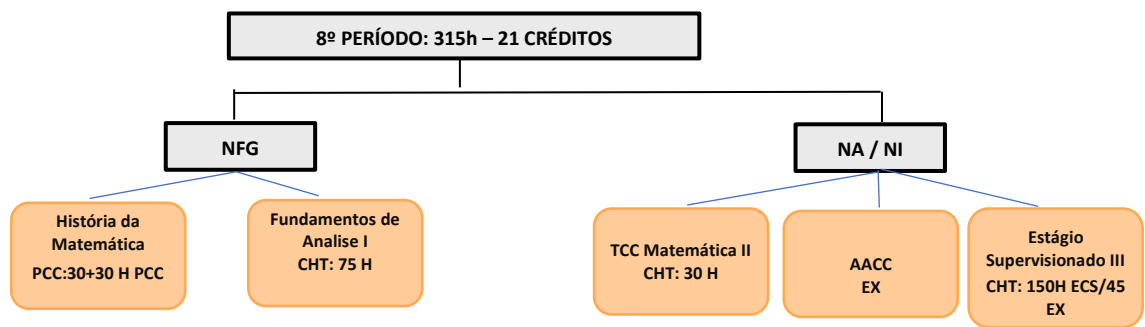 8º PERÍODO: 315h – 21 CRÉDITOS
NFG
NA / NI
História da
Matemática
PCC:30+30 H PCC
Fundamentos de
Analise I
CHT: 75 H
TCC Matemática II
CHT: 30 H
AACC
EX
Estágio
Supervisionado III
CHT: 150H ECS/45
EX